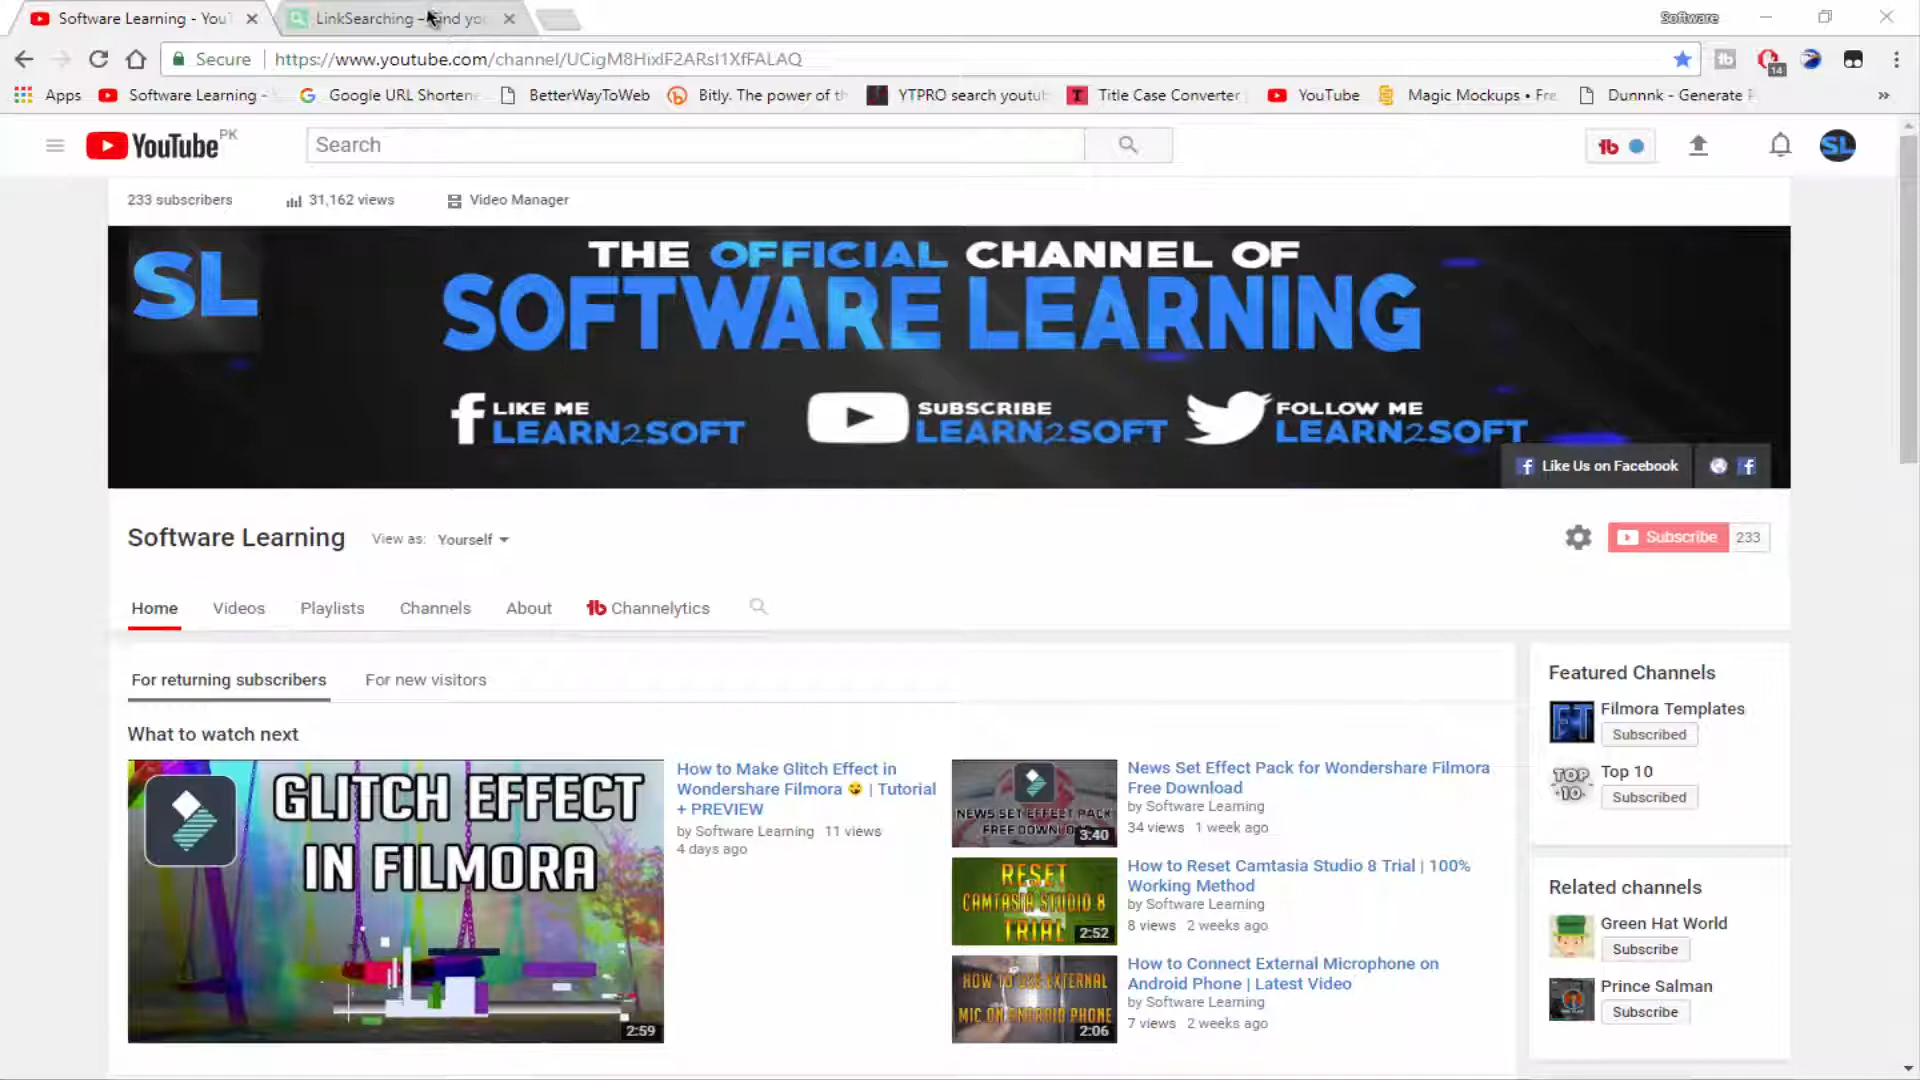 Software Learning - You
LinkSearching -
Software
Secure
https://www.youtube.com/channel/UCigM8HixlF2ARsI1XfFALAQ
14
Apps
Software Learning -
Google URL Shortene
BetterWayToWeb
Bitly. The power of th
YTPRO search youtub
Title Case Converter
YouTube
Magic Mockups • Fre
Dunnnk - Generate
»
YouTube PK
Search
SL
233 subscribers
31,162 views
Video Manager
SL
THE OFFICIAL CHANNEL OF
SOFTWARE LEARNING
LIKE ME
LEARN2SOFT
SUBSCRIBE
LEARN2SOFT
FOLLOW ME
LEARN2SOFT
Like Us on Facebook
Software Learning
View as: Yourself
Subscribe 233
Home
Videos
Playlists
Channels
About
Channelytics
For returning subscribers
For new visitors
What to watch next
GLITCH EFFECT
IN FILMORA
2:59
How to Make Glitch Effect in
Wondershare Filmora 😜 | Tutorial
+ PREVIEW
by Software Learning 11 views
4 days ago
NEWS SET EFFECT PACK
FREE DOWNLOAD
3:40
News Set Effect Pack for Wondershare Filmora
Free Download
by Software Learning
34 views 1 week ago
RESET
CAMTASIA STUDIO 8
TRIAL
2:52
How to Reset Camtasia Studio 8 Trial | 100%
Working Method
by Software Learning
8 views 2 weeks ago
HOW TO USE EXTERNAL
MIC ON ANDROID PHONE
2:06
How to Connect External Microphone on
Android Phone | Latest Video
by Software Learning
7 views 2 weeks ago
Featured Channels
FT
Filmora Templates
Subscribed
TOP
10
Top 10
Subscribed
Related channels
Green Hat World
Subscribe
Prince Salman
Subscribe